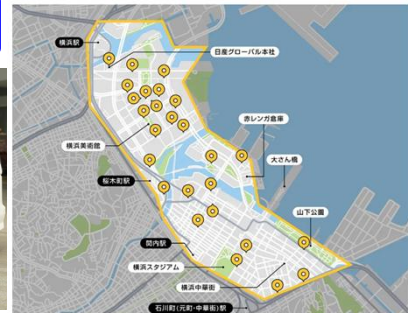 横浜駅
日産グローバル本社
赤レンガ倉庫
大さん橋
横浜美術館
桜木町駅
山下公園
関内駅
横浜スタジアム
横浜中華街
石川町(元町・中華街)駅